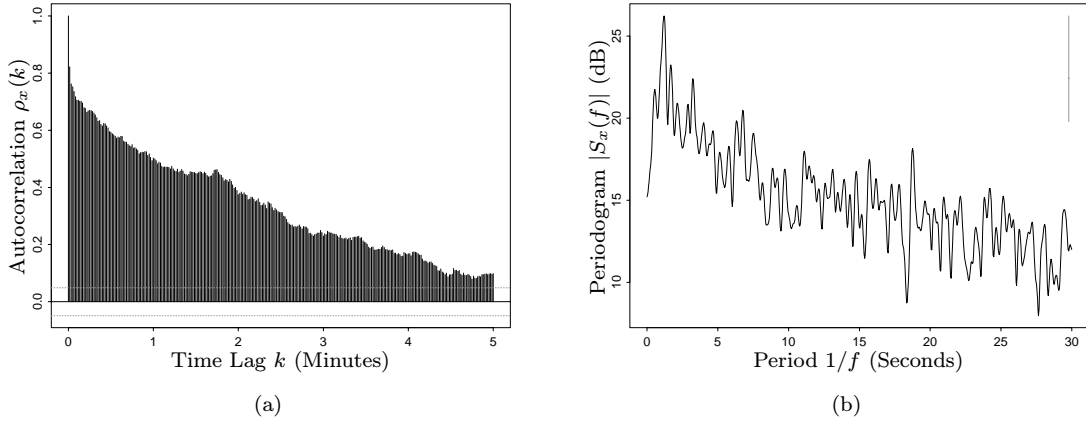 Autocorrelation ρ_x(k)
1.0
0.8
0.6
0.4
0.2
0.0
0 1 2 3 4 5
Time Lag k (Minutes)
(a)
Periodogram |S_x(f)| (dB)
25
20
15
10
0 5 10 15 20 25 30
Period 1/f (Seconds)
(b)